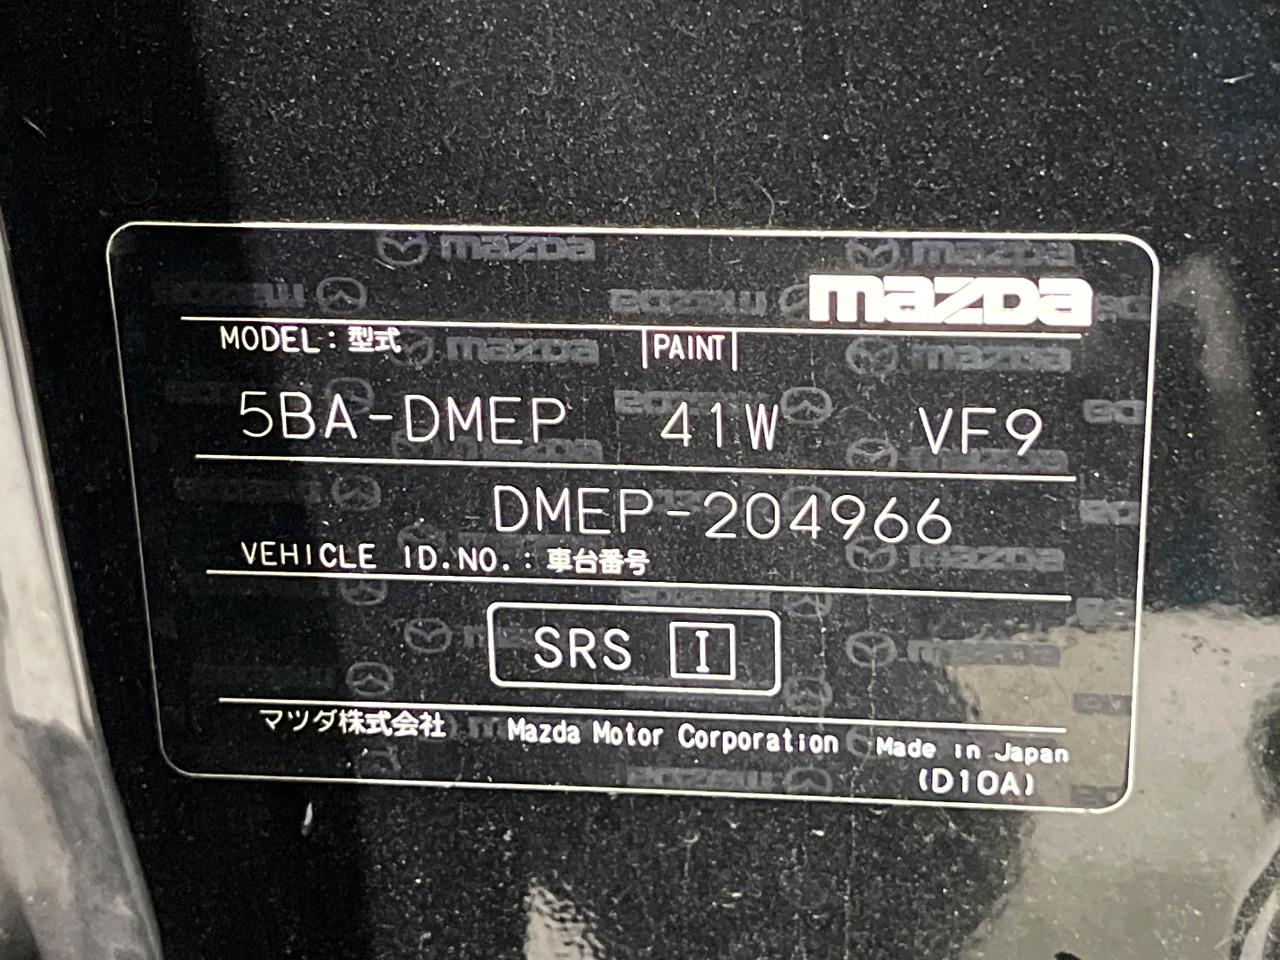 mazda
MODEL : 型式 PAINT
5BA-DMEP 41W VF9
DMEP-204966
VEHICLE ID.NO. : 車台番号
SRS I
マツダ株式会社 Mazda Motor Corporation Made in Japan
(D10A)